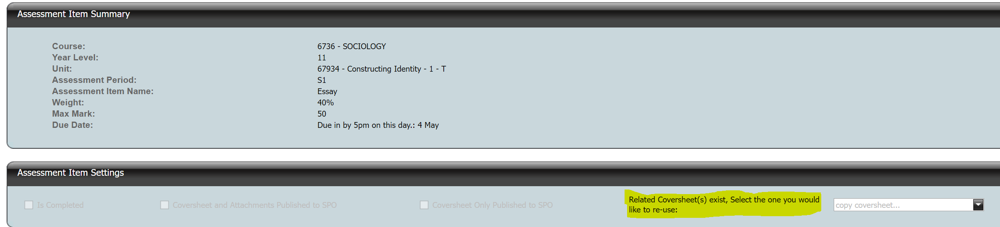 Assessment Item Summary
Course: 6736 - SOCIOLOGY
Year Level: 11
Unit: 67934 - Constructing Identity - 1 - T
Assessment Period: S1
Assessment Item Name: Essay
Weight: 40%
Max Mark: 50
Due Date: Due in by 5pm on this day.: 4 May
Assessment Item Settings
Is Completed Coversheet and Attachments Published to SPO Coversheet Only Published to SPO
Related Coversheet(s) exist, Select the one you would
like to re-use:
copy coversheet...